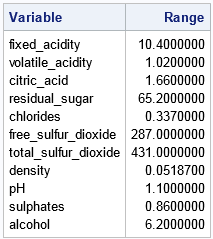 Variable Range
fixed_acidity 10.4000000
volatile_acidity 1.0200000
citric_acid 1.6600000
residual_sugar 65.2000000
chlorides 0.3370000
free_sulfur_dioxide 287.0000000
total_sulfur_dioxide 431.0000000
density 0.0518700
pH 1.1000000
sulphates 0.8600000
alcohol 6.2000000